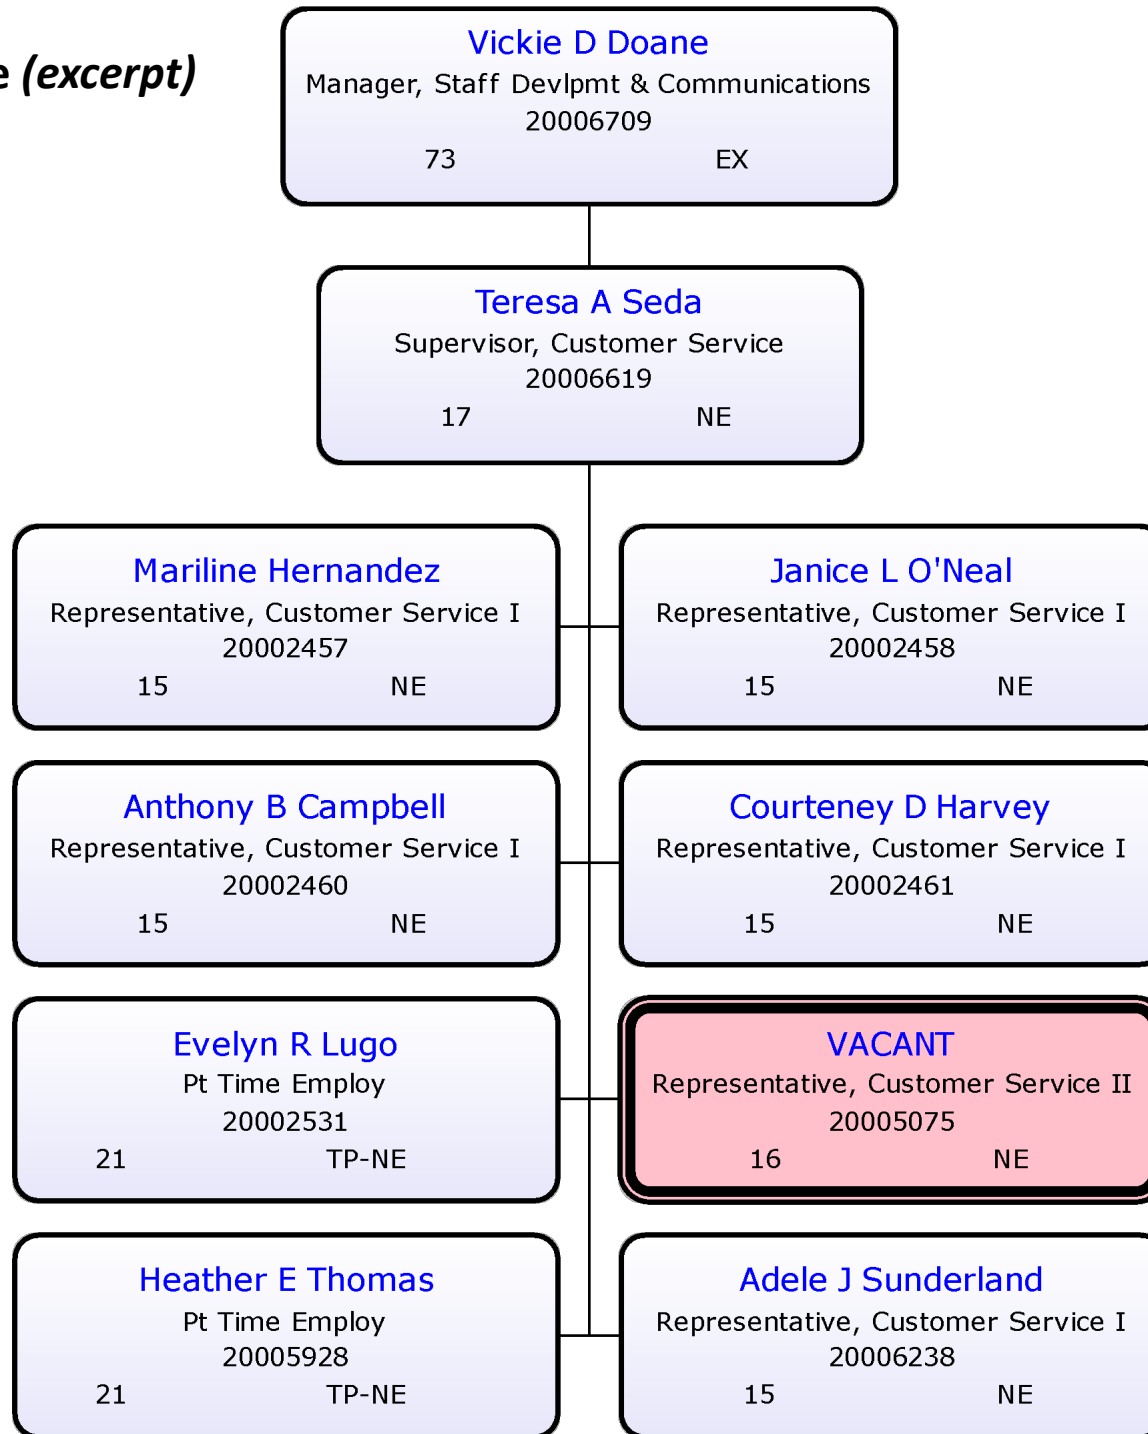 e (excerpt)
Vickie D Doane
Manager, Staff Devlpmt & Communications
20006709
73 EX
Teresa A Seda
Supervisor, Customer Service
20006619
17 NE
Mariline Hernandez
Representative, Customer Service I
20002457
15 NE
Janice L O'Neal
Representative, Customer Service I
20002458
15 NE
Anthony B Campbell
Representative, Customer Service I
20002460
15 NE
Courteney D Harvey
Representative, Customer Service I
20002461
15 NE
Evelyn R Lugo
Pt Time Employ
20002531
21 TP-NE
VACANT
Representative, Customer Service II
20005075
16 NE
Heather E Thomas
Pt Time Employ
20005928
21 TP-NE
Adele J Sunderland
Representative, Customer Service I
20006238
15 NE